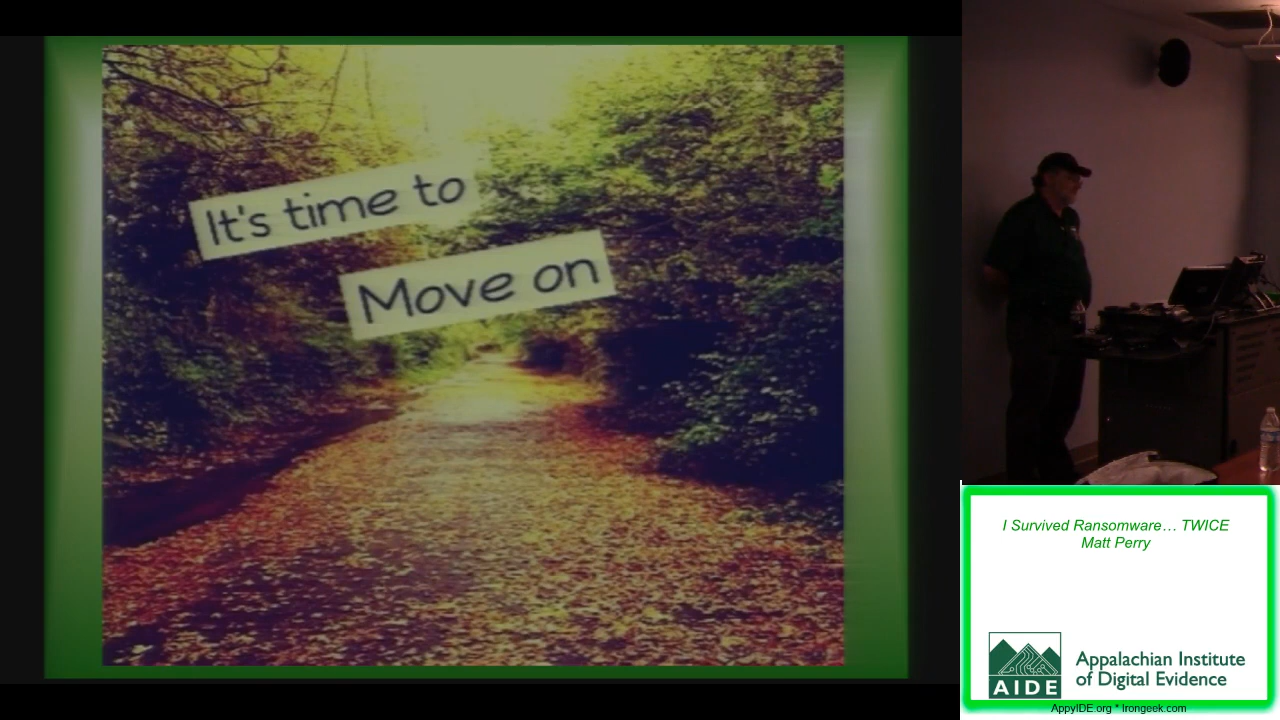 It's time to
Move on
I Survived Ransomware… TWICE
Matt Perry
AIDE
Appalachian Institute
of Digital Evidence
AppyIDE.org * Irongeek.com